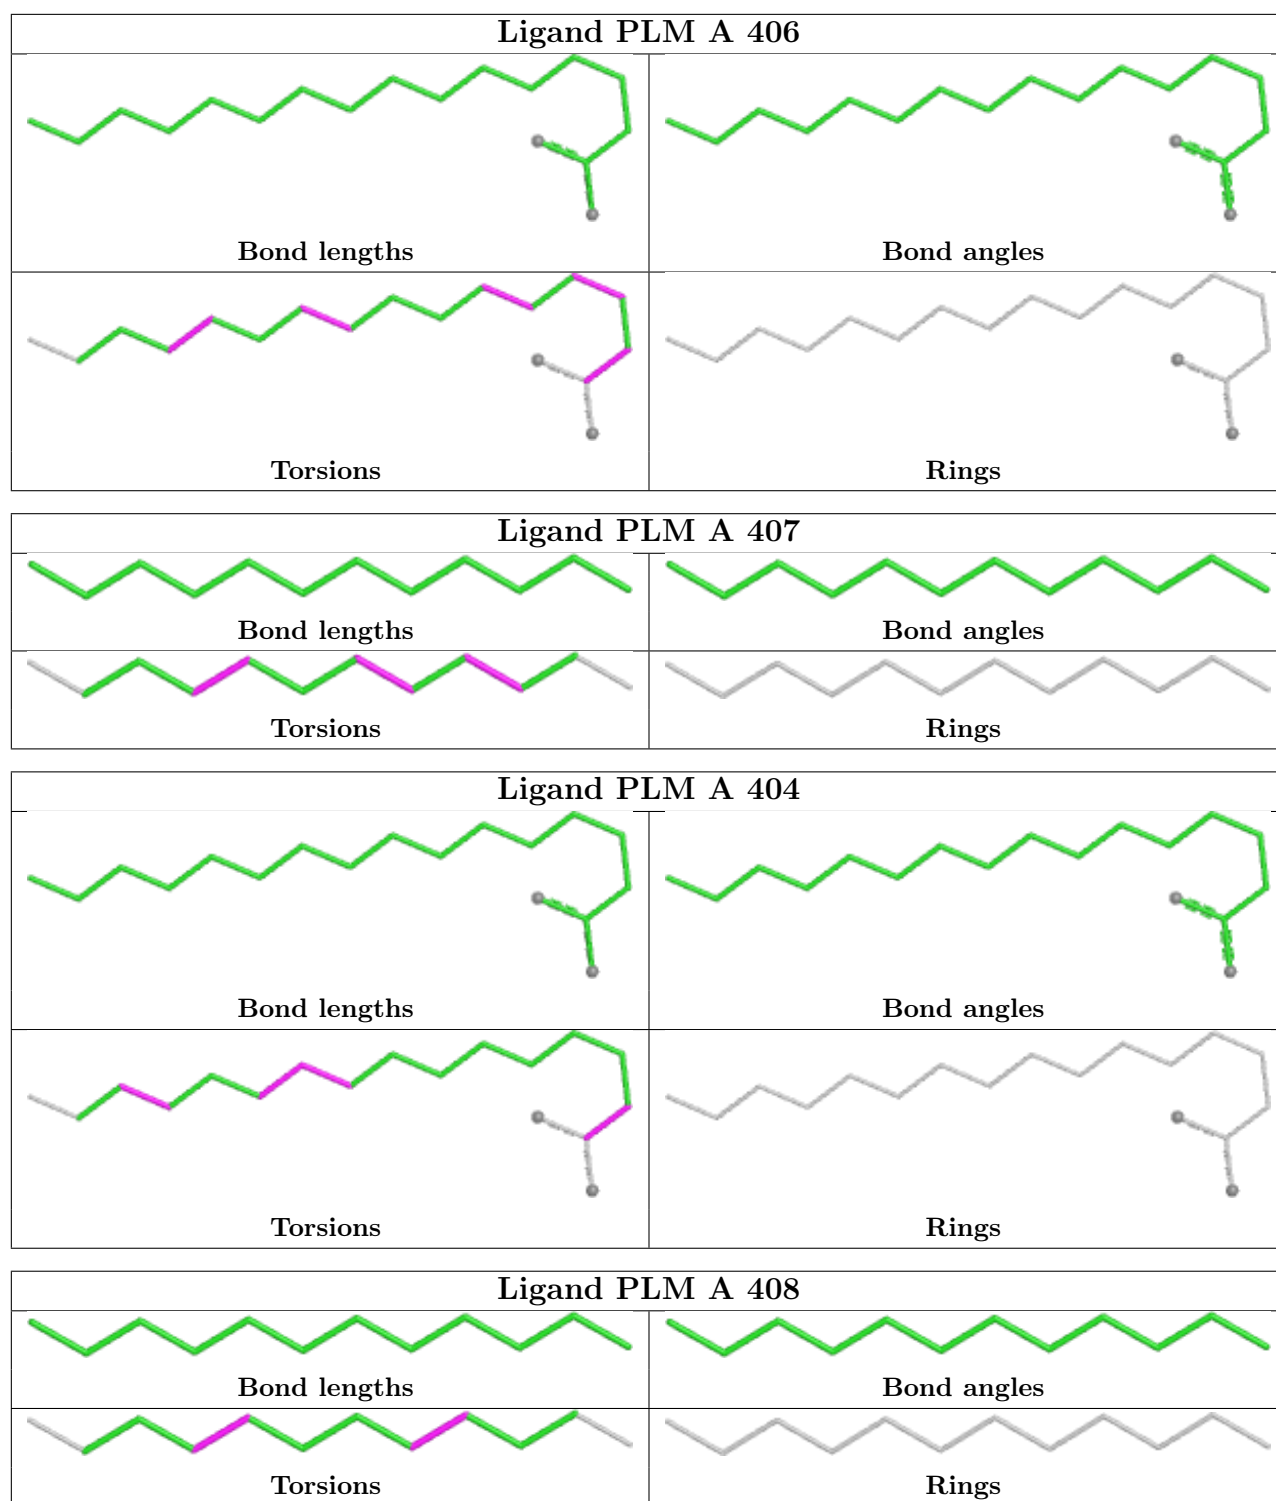 Ligand PLM A 406
Bond lengths
Bond angles
Torsions
Rings
Ligand PLM A 407
Bond lengths
Bond angles
Torsions
Rings
Ligand PLM A 404
Bond lengths
Bond angles
Torsions
Rings
Ligand PLM A 408
Bond lengths
Bond angles
Torsions
Rings